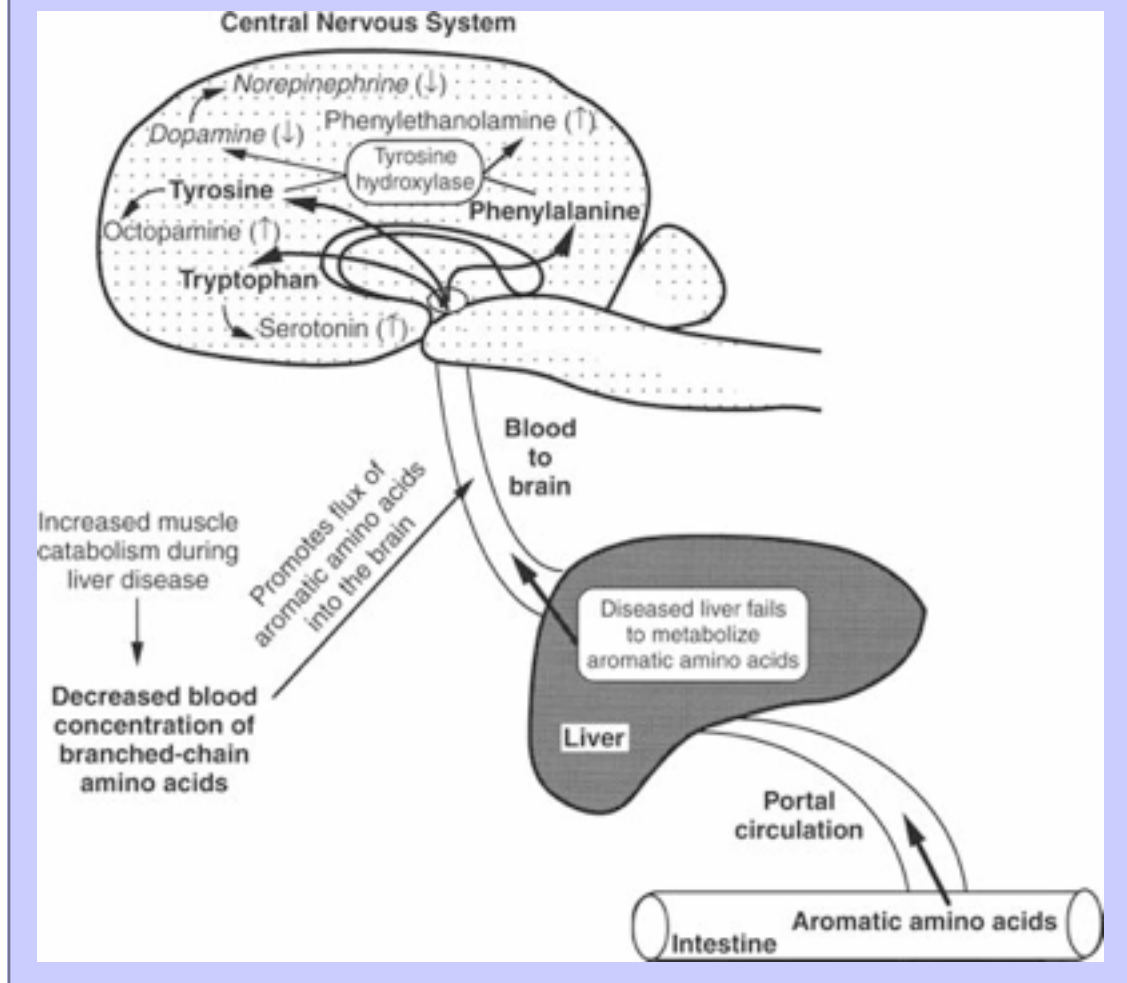 Central Nervous System
Norepinephrine (↓)
Dopamine (↓)
Phenylethanolamine (↑)
Tyrosine
hydroxylase
Tyrosine
Phenylalanine
Octopamine (↑)
Tryptophan
Serotonin (↑)
Blood
to
brain
Promotes flux of
aromatic amino acids
into the brain
Increased muscle
catabolism during
liver disease
Decreased blood
concentration of
branched-chain
amino acids
Diseased liver fails
to metabolize
aromatic amino acids
Liver
Portal
circulation
Aromatic amino acids
Intestine